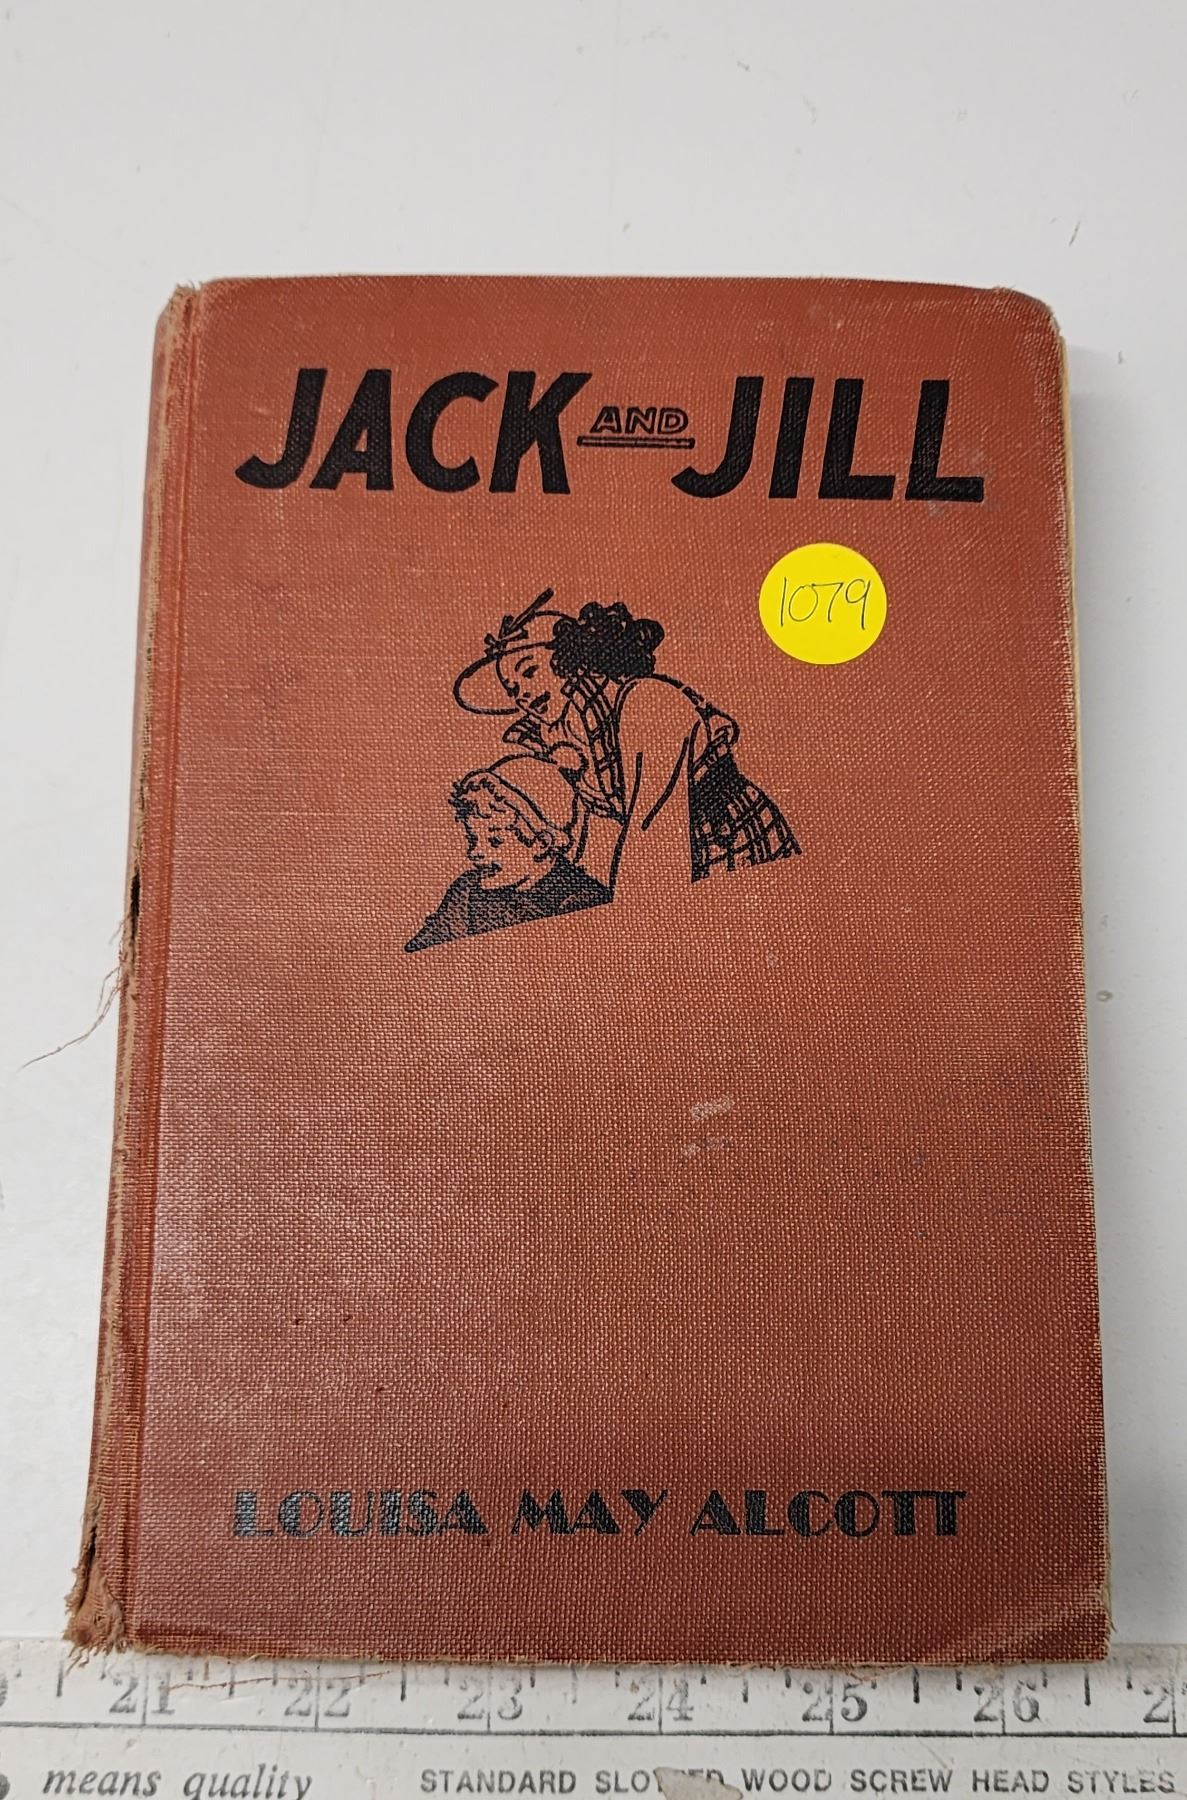 JACK AND JILL
1079
LOUISA MAY ALCOTT
21 22 23 24 25 26
means quality STANDARD WOOD SCREW HEAD STYLES